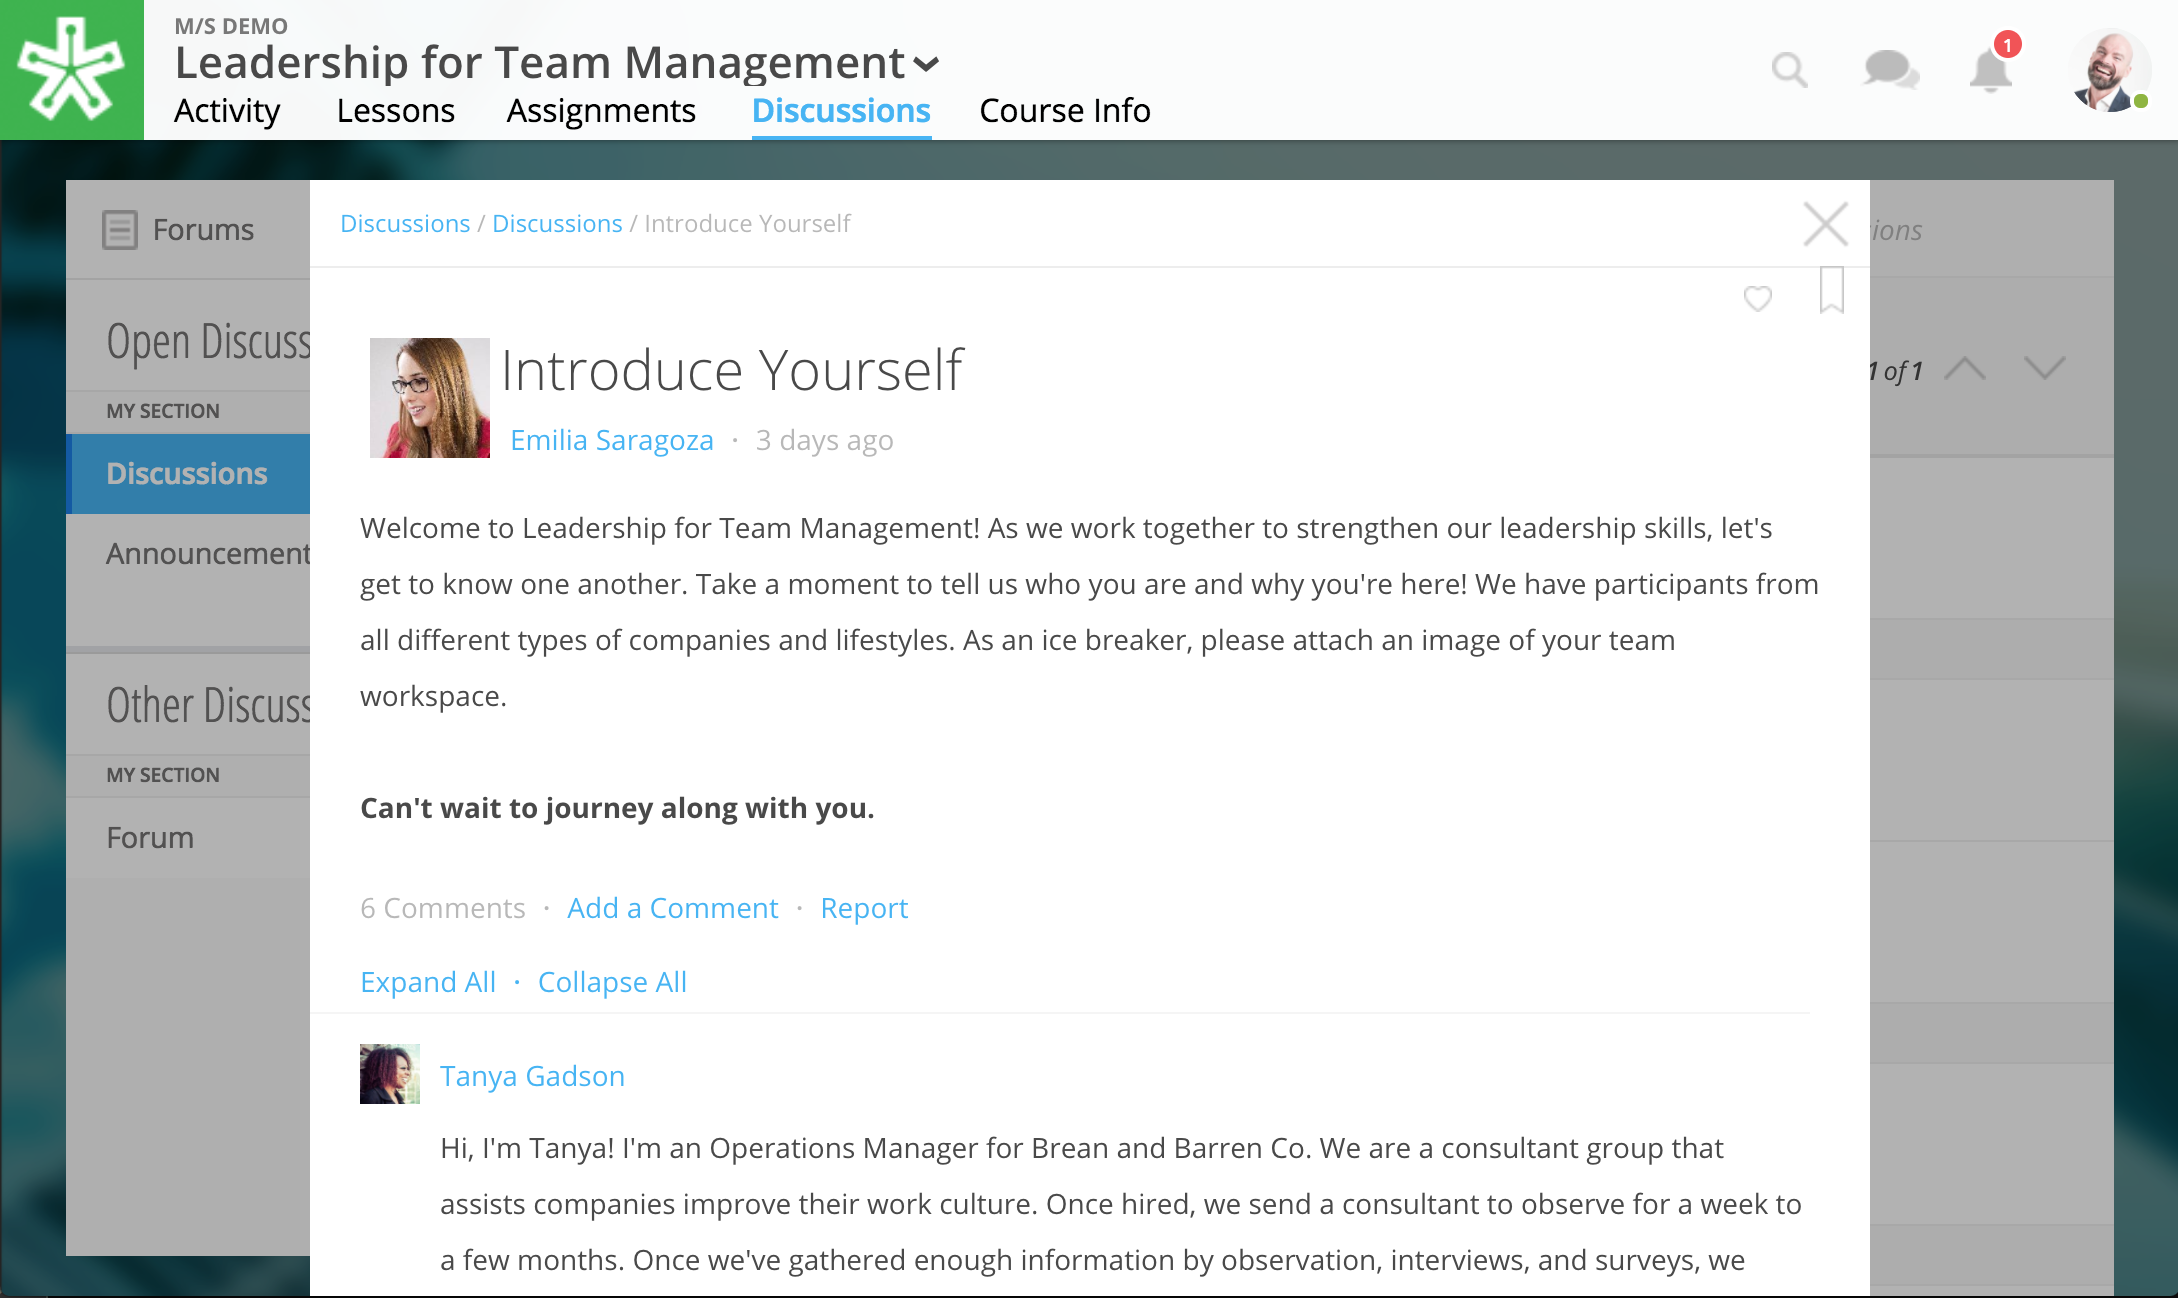 M/S DEMO
Leadership for Team Management
Activity Lessons Assignments Discussions Course Info
1
Forums
Open Discuss
MY SECTION
Discussions
Announcement
Other Discuss
MY SECTION
Forum
Discussions / Discussions / Introduce Yourself
Introduce Yourself
Emilia Saragoza · 3 days ago
Welcome to Leadership for Team Management! As we work together to strengthen our leadership skills, let's
get to know one another. Take a moment to tell us who you are and why you're here! We have participants from
all different types of companies and lifestyles. As an ice breaker, please attach an image of your team
workspace.
Can't wait to journey along with you.
6 Comments · Add a Comment · Report
Expand All · Collapse All
Tanya Gadson
Hi, I'm Tanya! I'm an Operations Manager for Brean and Barren Co. We are a consultant group that
assists companies improve their work culture. Once hired, we send a consultant to observe for a week to
a few months. Once we've gathered enough information by observation, interviews, and surveys, we
ions
1 of 1